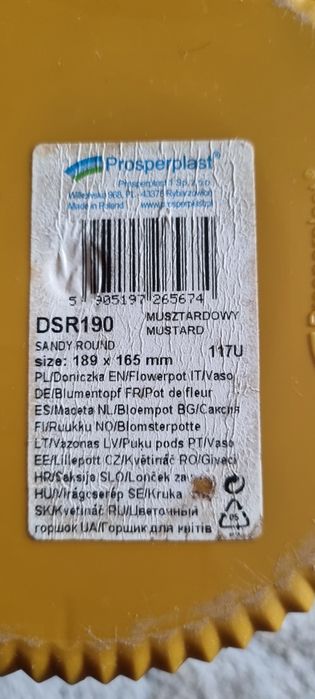 Prosperplast®
Prosperplast 1 Sp. z o.o.
Wilkowska 968, PL-43378 Rybarzowice
Made in Poland www.prosperplast.pl
5 905197 265674
DSR190
MUSZTARDOWY
MUSTARD
SANDY ROUND
117U
size: 189 x 165 mm
PL/Doniczka EN/Flowerpot IT/Vaso
DE/Blumentopf FR/Pot de fleur
ES/Maceta NL/Bloempot BG/Саксия
FI/Ruukku NO/Blomsterpotte
LT/Vazonas LV/Puķu pods PT/Vaso
EE/Lillepott CZ/Květináč RO/Giveci
HR/Saksija SLO/Lonček za
HU/Virágcserép SE/Kruka
SK/Kvetináč RU/Цветочный
горшок UA/Горщик для квітів